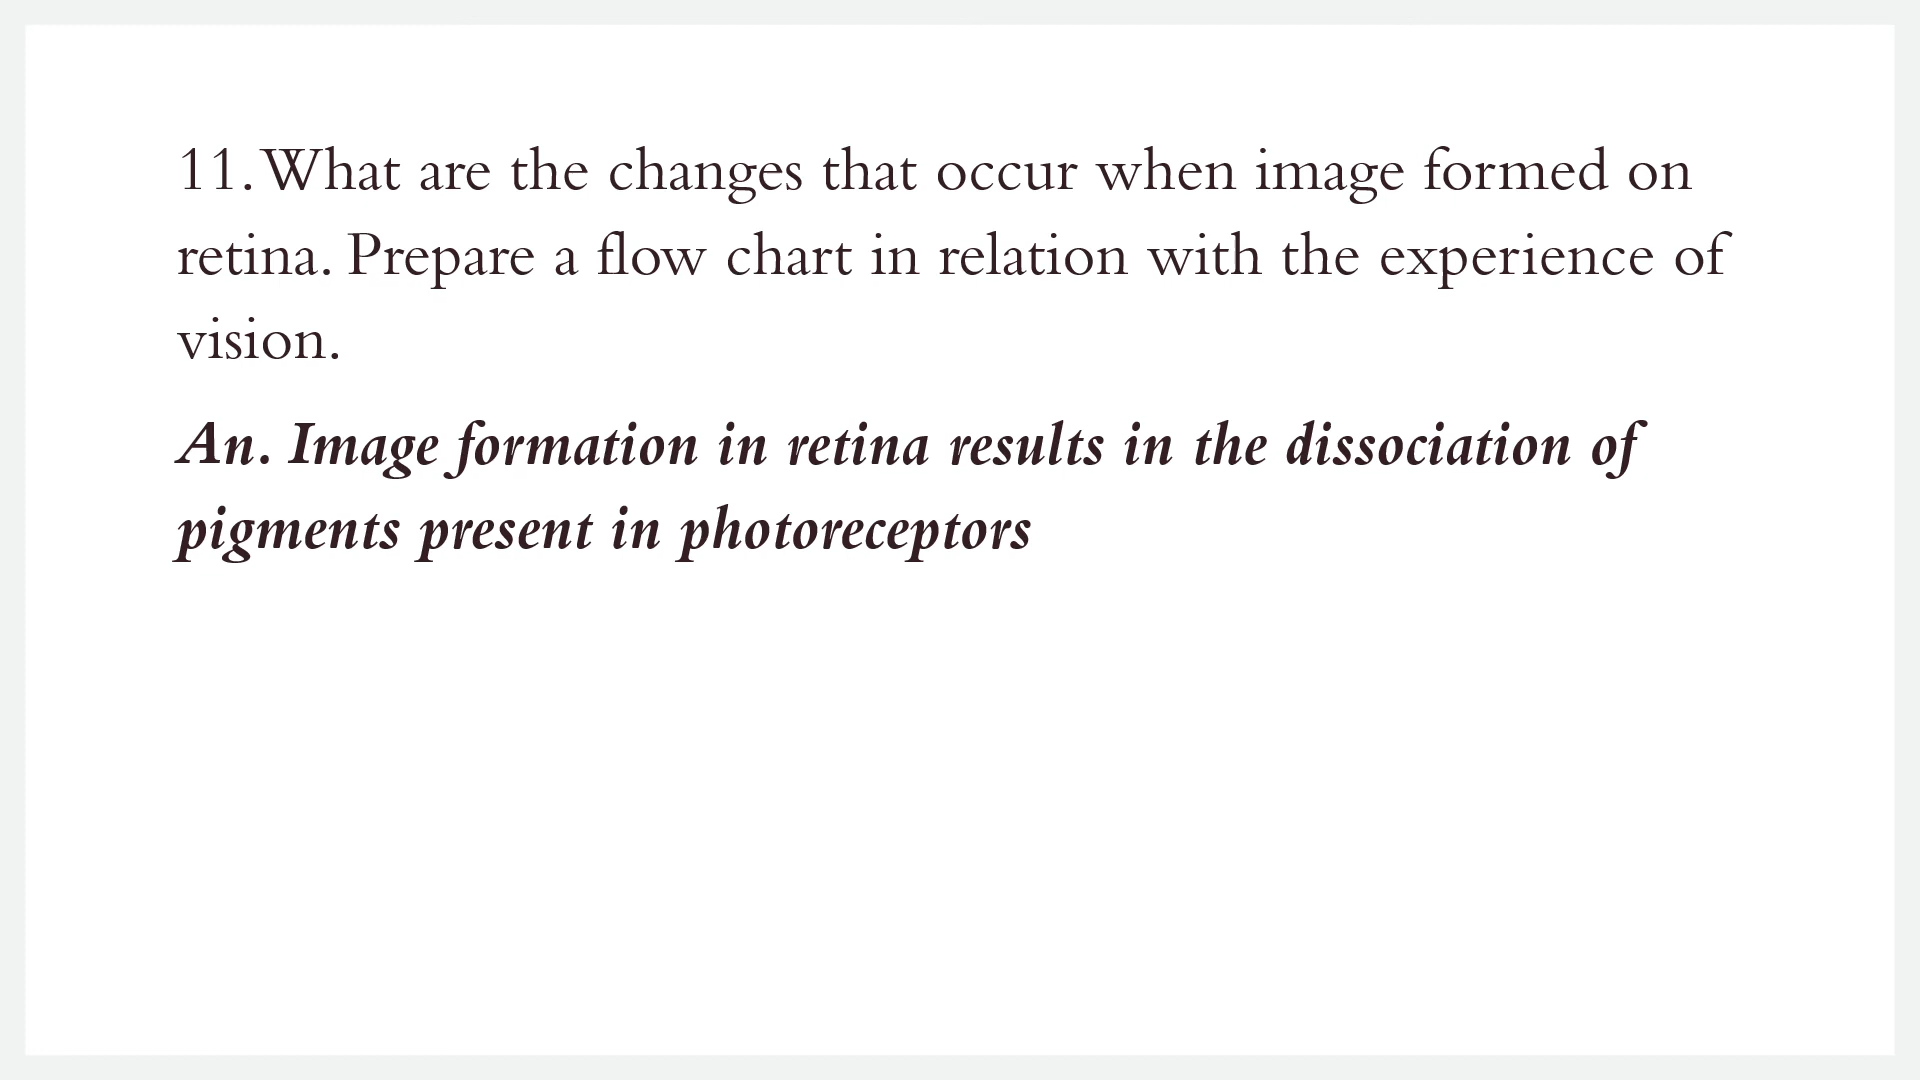 11. What are the changes that occur when image formed on
retina. Prepare a flow chart in relation with the experience of
vision.
An. Image formation in retina results in the dissociation of
pigments present in photoreceptors